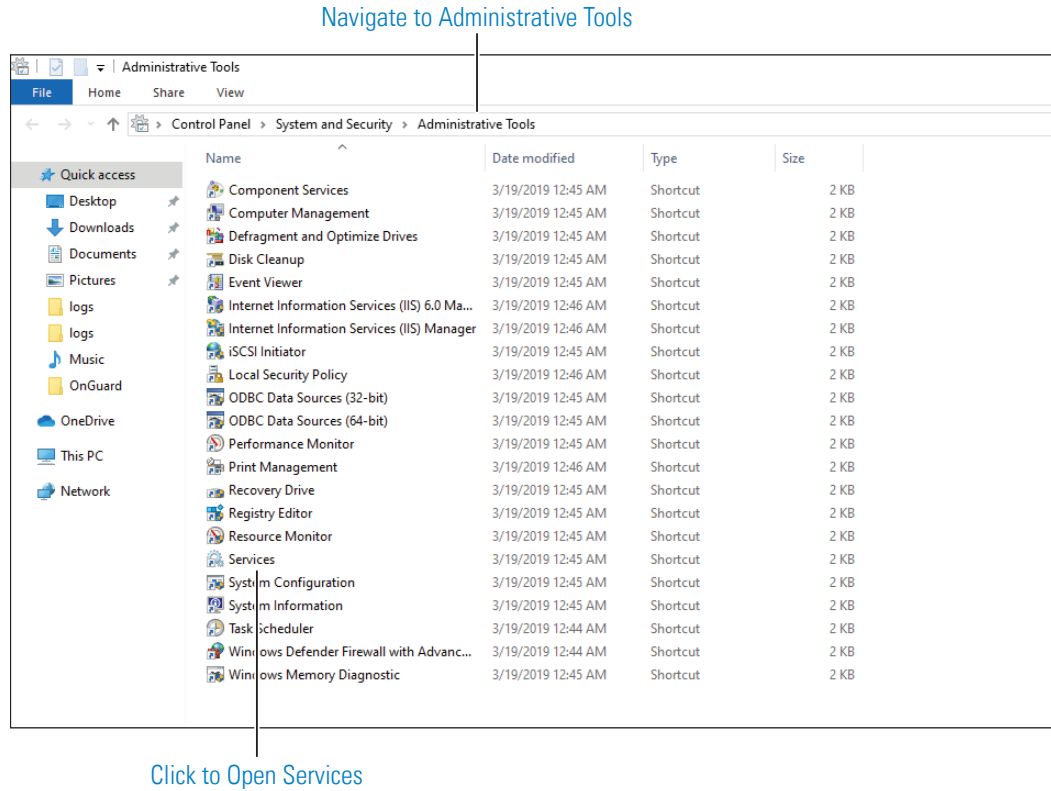 Navigate to Administrative Tools
Administrative Tools
File Home Share View
Control Panel > System and Security > Administrative Tools
Name Date modified Type Size
Quick access
Desktop
Downloads
Documents
Pictures
logs
logs
Music
OnGuard
OneDrive
This PC
Network
Component Services 3/19/2019 12:45 AM Shortcut 2 KB
Computer Management 3/19/2019 12:45 AM Shortcut 2 KB
Defragment and Optimize Drives 3/19/2019 12:45 AM Shortcut 2 KB
Disk Cleanup 3/19/2019 12:45 AM Shortcut 2 KB
Event Viewer 3/19/2019 12:45 AM Shortcut 2 KB
Internet Information Services (IIS) 6.0 Ma... 3/19/2019 12:46 AM Shortcut 2 KB
Internet Information Services (IIS) Manager 3/19/2019 12:46 AM Shortcut 2 KB
iSCSI Initiator 3/19/2019 12:45 AM Shortcut 2 KB
Local Security Policy 3/19/2019 12:46 AM Shortcut 2 KB
ODBC Data Sources (32-bit) 3/19/2019 12:45 AM Shortcut 2 KB
ODBC Data Sources (64-bit) 3/19/2019 12:45 AM Shortcut 2 KB
Performance Monitor 3/19/2019 12:45 AM Shortcut 2 KB
Print Management 3/19/2019 12:46 AM Shortcut 2 KB
Recovery Drive 3/19/2019 12:45 AM Shortcut 2 KB
Registry Editor 3/19/2019 12:45 AM Shortcut 2 KB
Resource Monitor 3/19/2019 12:45 AM Shortcut 2 KB
Services 3/19/2019 12:45 AM Shortcut 2 KB
System Configuration 3/19/2019 12:45 AM Shortcut 2 KB
System Information 3/19/2019 12:45 AM Shortcut 2 KB
Task Scheduler 3/19/2019 12:44 AM Shortcut 2 KB
Windows Defender Firewall with Advanc... 3/19/2019 12:44 AM Shortcut 2 KB
Windows Memory Diagnostic 3/19/2019 12:45 AM Shortcut 2 KB
Click to Open Services